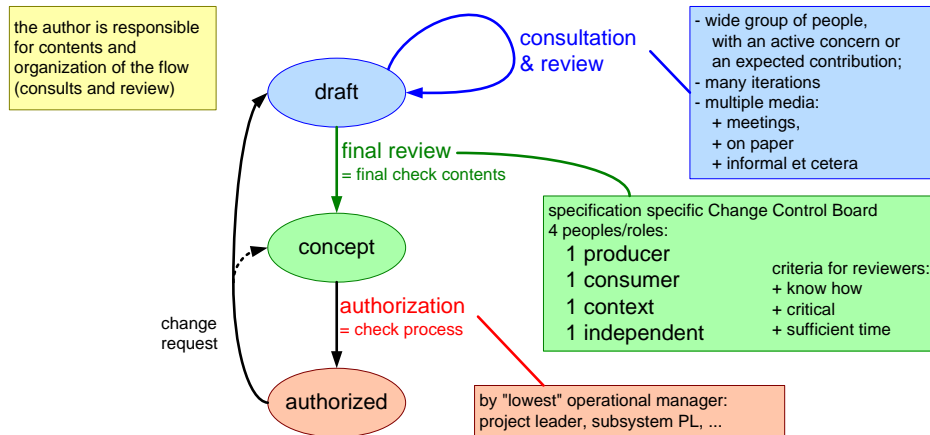 the author is responsible
for contents and
organization of the flow
(consults and review)
consultation
& review
- wide group of people,
with an active concern or
an expected contribution;
- many iterations
- multiple media:
+ meetings,
+ on paper
+ informal et cetera
draft
final review
= final check contents
specification specific Change Control Board
4 peoples/roles:
1 producer
1 consumer
1 context
1 independent
criteria for reviewers:
+ know how
+ critical
+ sufficient time
concept
authorization
= check process
change
request
authorized
by "lowest" operational manager:
project leader, subsystem PL, ...